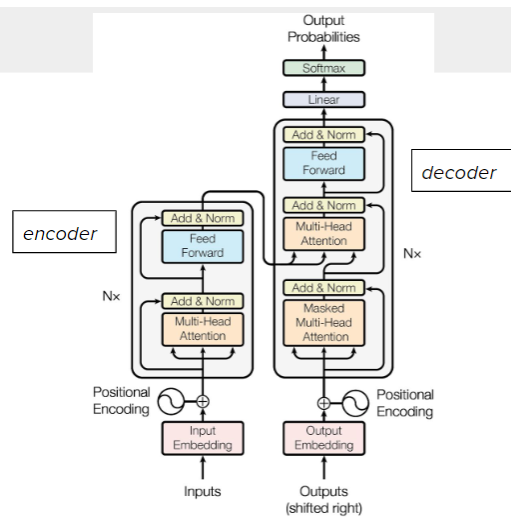 Output
Probabilities
Softmax
Linear
Add & Norm
Feed
Forward
decoder
Add & Norm
Multi-Head
Attention
Nx
Add & Norm
Masked
Multi-Head
Attention
encoder
Add & Norm
Feed
Forward
Nx
Add & Norm
Multi-Head
Attention
Positional
Encoding
Positional
Encoding
Input
Embedding
Output
Embedding
Inputs
Outputs
(shifted right)